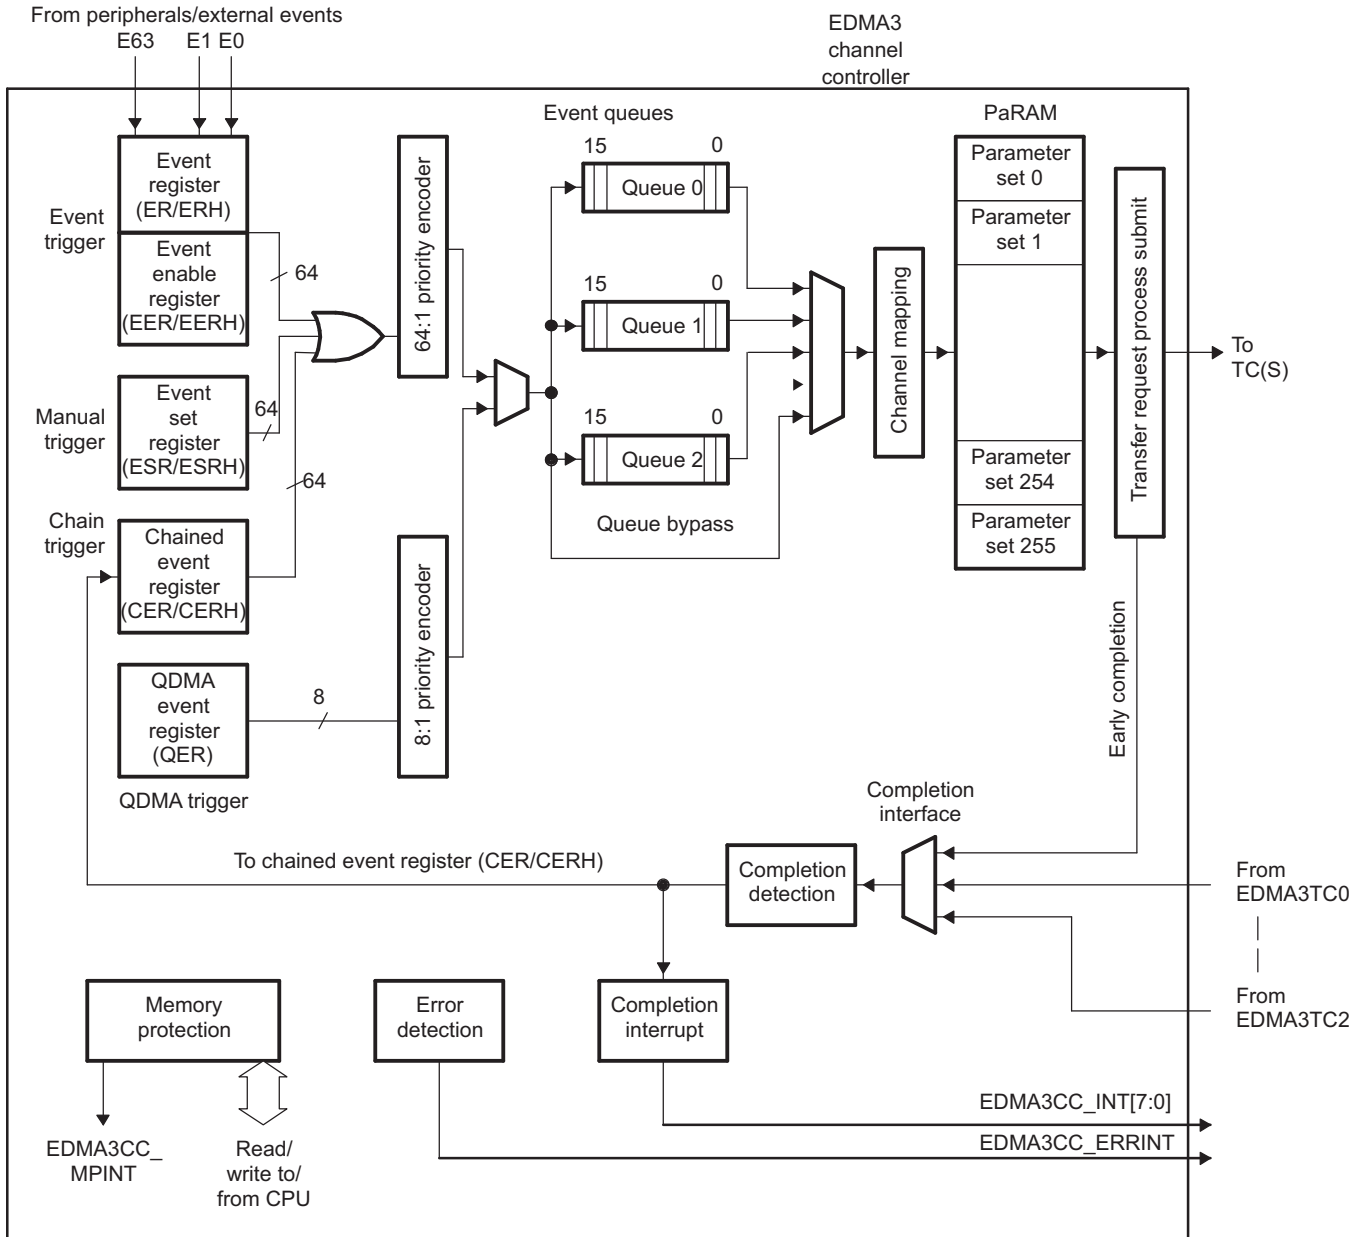 From peripherals/external events
E63 E1 E0
EDMA3
channel
controller
Event queues
PaRAM
Event
register
(ER/ERH)
Event
trigger
Event
enable
register
(EER/EERH)
64
Manual
trigger
Event
set
register
(ESR/ESRH)
64
64
Chain
trigger
Chained
event
register
(CER/CERH)
QDMA
event
register
(QER)
8
QDMA trigger
64:1 priority encoder
8:1 priority encoder
15 0
Queue 0
15 0
Queue 1
15 0
Queue 2
Queue bypass
Channel mapping
Parameter
set 0
Parameter
set 1
Parameter
set 254
Parameter
set 255
Transfer request process submit
To
TC(S)
Early completion
Completion
interface
To chained event register (CER/CERH)
Completion
detection
From
EDMA3TC0
From
EDMA3TC2
Memory
protection
Error
detection
Completion
interrupt
EDMA3CC_INT[7:0]
EDMA3CC_ERRINT
EDMA3CC_
MPINT
Read/
write to/
from CPU